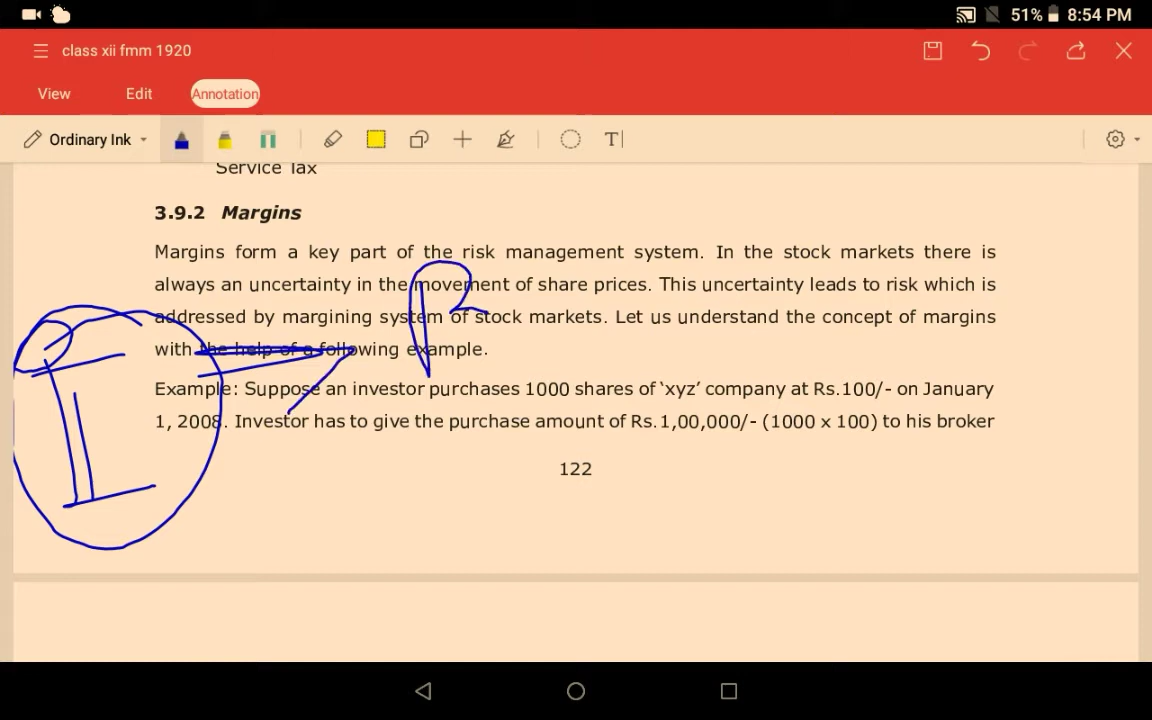 51% 8:54 PM
class xii fmm 1920
View Edit Annotation
Ordinary Ink T
Service Tax
3.9.2 Margins
Margins form a key part of the risk management system. In the stock markets there is
always an uncertainty in the movement of share prices. This uncertainty leads to risk which is
addressed by margining system of stock markets. Let us understand the concept of margins
with the help of a following example.
Example: Suppose an investor purchases 1000 shares of ‘xyz’ company at Rs.100/- on January
1, 2008. Investor has to give the purchase amount of Rs.1,00,000/- (1000 x 100) to his broker
122
I